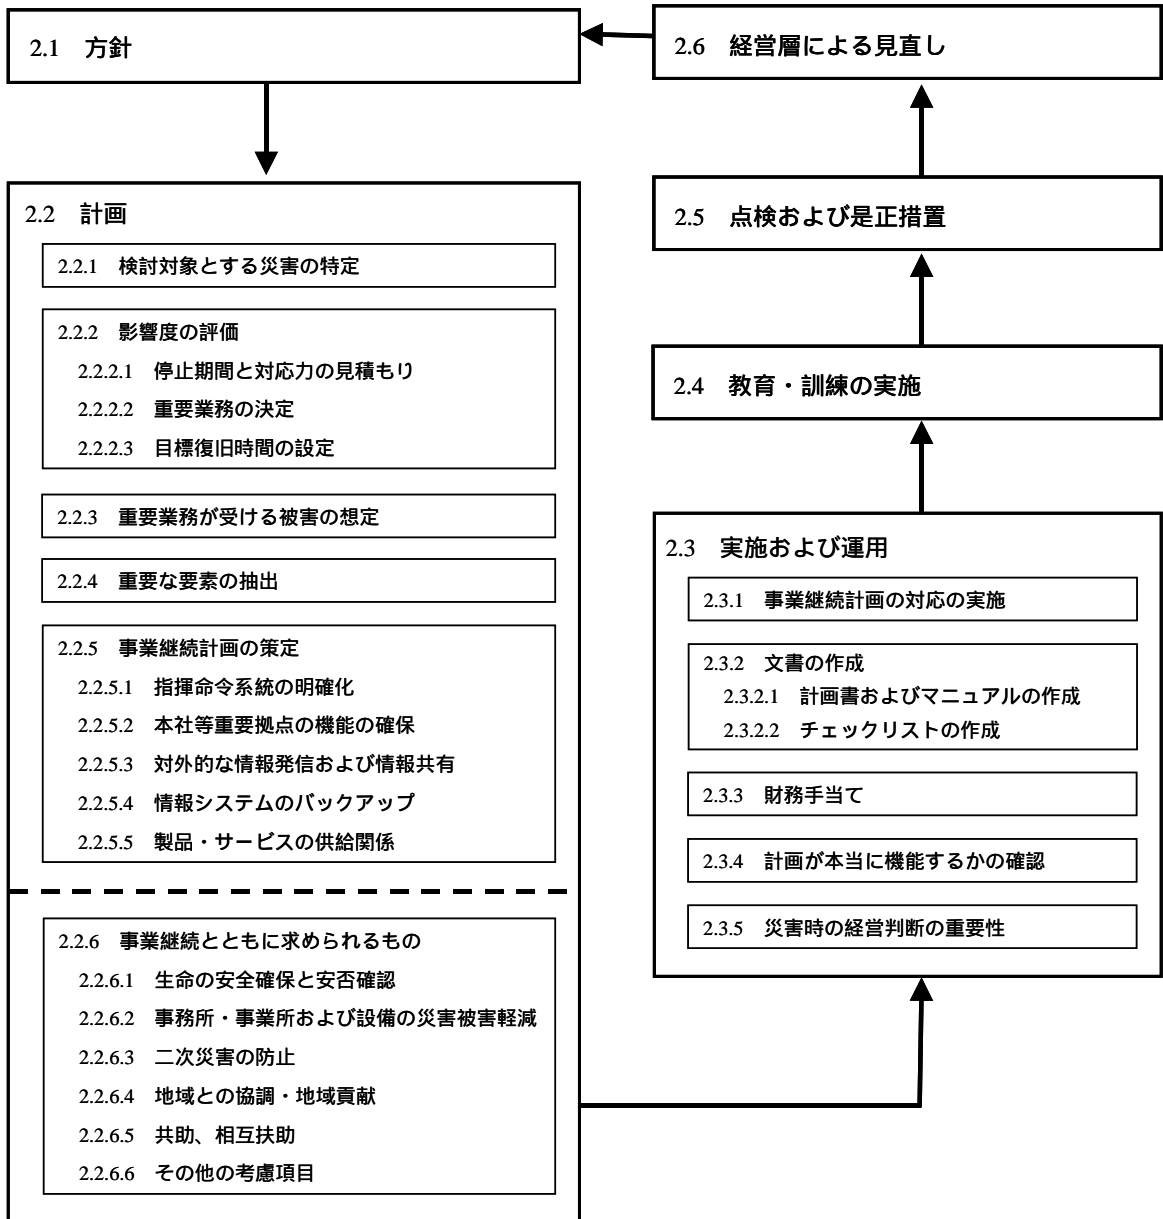 2.1 方針
2.2 計画
2.2.1 検討対象とする災害の特定
2.2.2 影響度の評価
2.2.2.1 停止期間と対応力の見積もり
2.2.2.2 重要業務の決定
2.2.2.3 目標復旧時間の設定
2.2.3 重要業務が受ける被害の想定
2.2.4 重要な要素の抽出
2.2.5 事業継続計画の策定
2.2.5.1 指揮命令系統の明確化
2.2.5.2 本社等重要拠点の機能の確保
2.2.5.3 対外的な情報発信および情報共有
2.2.5.4 情報システムのバックアップ
2.2.5.5 製品・サービスの供給関係
2.2.6 事業継続とともに求められるもの
2.2.6.1 生命の安全確保と安否確認
2.2.6.2 事務所・事業所および設備の災害被害軽減
2.2.6.3 二次災害の防止
2.2.6.4 地域との協調・地域貢献
2.2.6.5 共助、相互扶助
2.2.6.6 その他の考慮項目
2.3 実施および運用
2.3.1 事業継続計画の対応の実施
2.3.2 文書の作成
2.3.2.1 計画書およびマニュアルの作成
2.3.2.2 チェックリストの作成
2.3.3 財務手当て
2.3.4 計画が本当に機能するかの確認
2.3.5 災害時の経営判断の重要性
2.4 教育・訓練の実施
2.5 点検および是正措置
2.6 経営層による見直し